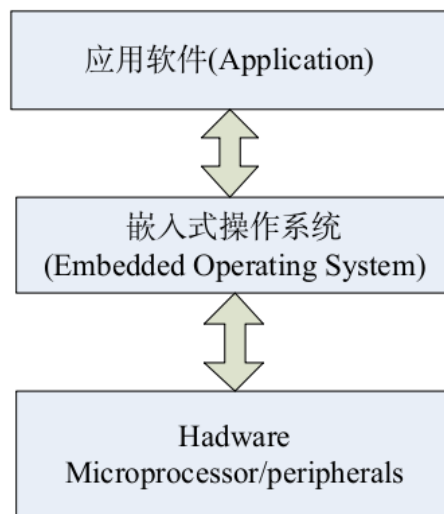 应用软件(Application)
嵌入式操作系统
(Embedded Operating System)
Hadware
Microprocessor/peripherals